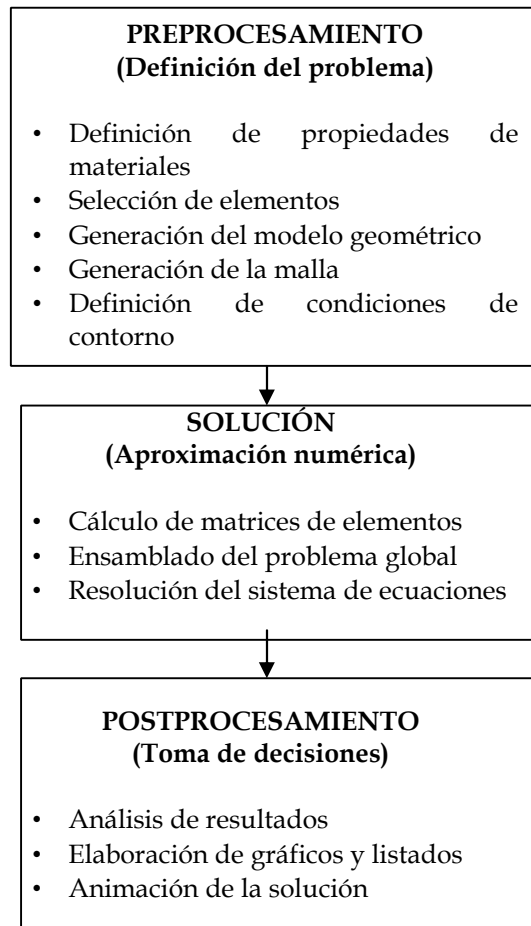 PREPROCESAMIENTO
(Definición del problema)
• Definición de propiedades de
materiales
• Selección de elementos
• Generación del modelo geométrico
• Generación de la malla
• Definición de condiciones de
contorno
SOLUCIÓN
(Aproximación numérica)
• Cálculo de matrices de elementos
• Ensamblado del problema global
• Resolución del sistema de ecuaciones
POSTPROCESAMIENTO
(Toma de decisiones)
• Análisis de resultados
• Elaboración de gráficos y listados
• Animación de la solución